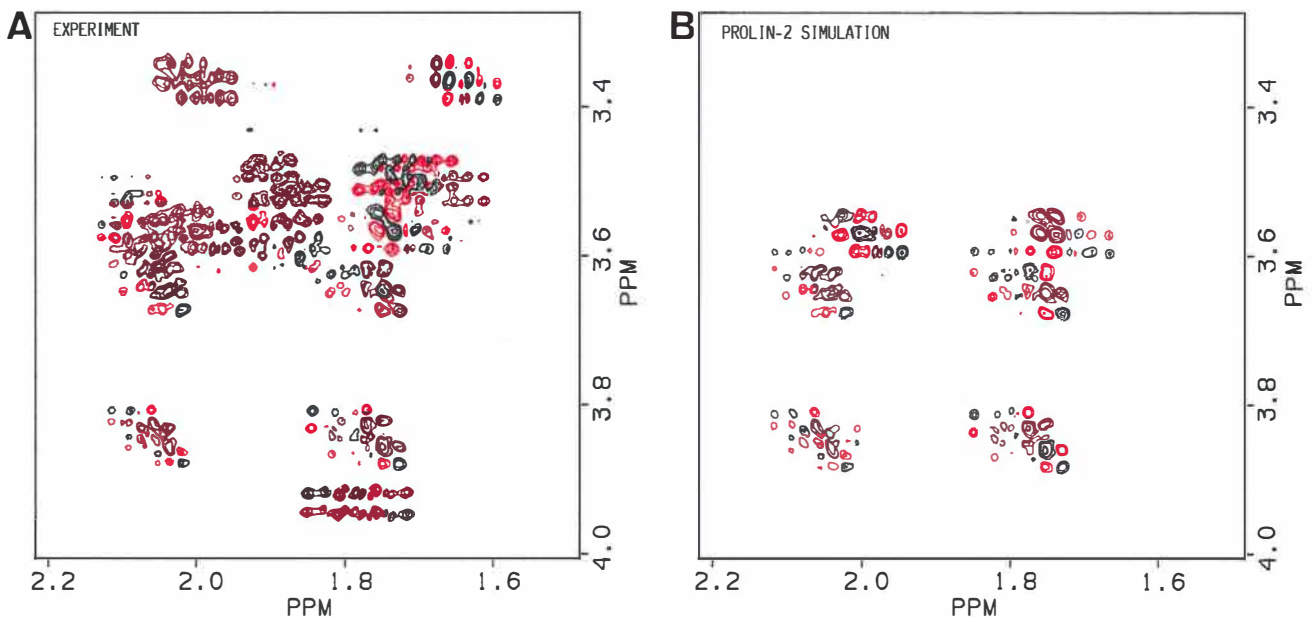 A
EXPERIMENT
3.4
3.6
3.8
4.0
PPM
2.2
2.0
1.8
1.6
PPM
B
PROLIN-2 SIMULATION
3.4
3.6
3.8
4.0
PPM
2.2
2.0
1.8
1.6
PPM